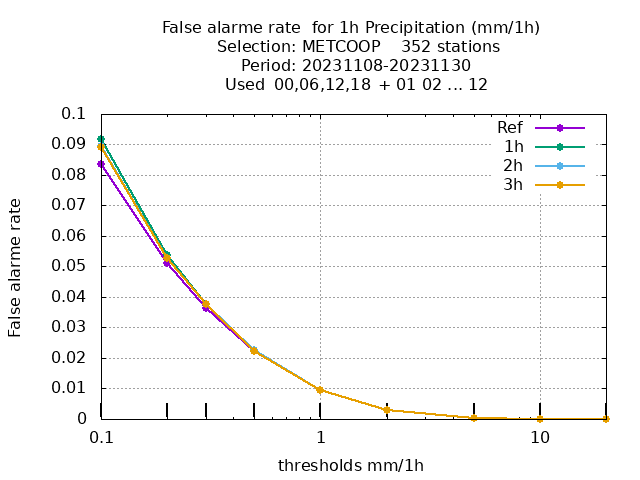 False alarme rate  for 1h Precipitation (mm/1h)
Selection: METCOOP    352 stations
Period: 20231108-20231130
Used  00,06,12,18  + 01 02 ... 12
Ref
1h
2h
3h
0.1
0.09
0.08
0.07
0.06
0.05
0.04
0.03
0.02
0.01
0
False alarme rate
0.1
1
10
thresholds mm/1h